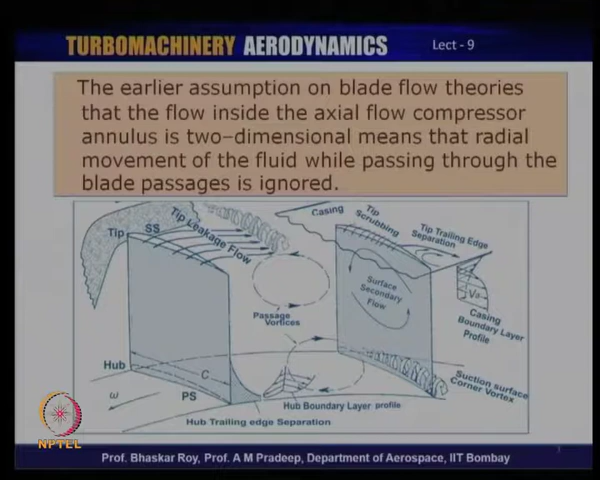 TURBOMACHINERY AERODYNAMICS
Lect - 9
The earlier assumption on blade flow theories
that the flow inside the axial flow compressor
annulus is two–dimensional means that radial
movement of the fluid while passing through the
blade passages is ignored.
Tip
SS
Tip Leakage Flow
Casing
Tip
Scrubbing
Tip Trailing Edge
Separation
Surface
Secondary
Flow
Va
Casing
Boundary Layer
Profile
Passage
Vortices
Hub
C
ω
PS
Hub Boundary Layer profile
Hub Trailing edge Separation
Suction surface
Corner Vortex
NPTEL
Prof. Bhaskar Roy, Prof. A M Pradeep, Department of Aerospace, IIT Bombay